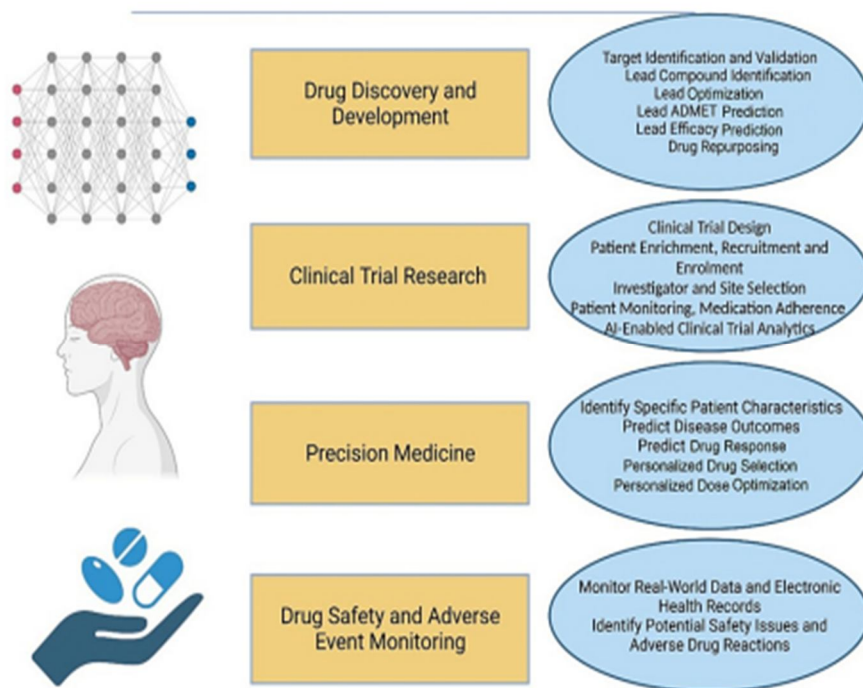 Drug Discovery and
Development
Target Identification and Validation
Lead Compound Identification
Lead Optimization
Lead ADMET Prediction
Lead Efficacy Prediction
Drug Repurposing
Clinical Trial Research
Clinical Trial Design
Patient Enrichment, Recruitment and
Enrolment
Investigator and Site Selection
Patient Monitoring, Medication Adherence
AI-Enabled Clinical Trial Analytics
Precision Medicine
Identify Specific Patient Characteristics
Predict Disease Outcomes
Predict Drug Response
Personalized Drug Selection
Personalized Dose Optimization
Drug Safety and Adverse
Event Monitoring
Monitor Real-World Data and Electronic
Health Records
Identify Potential Safety Issues and
Adverse Drug Reactions